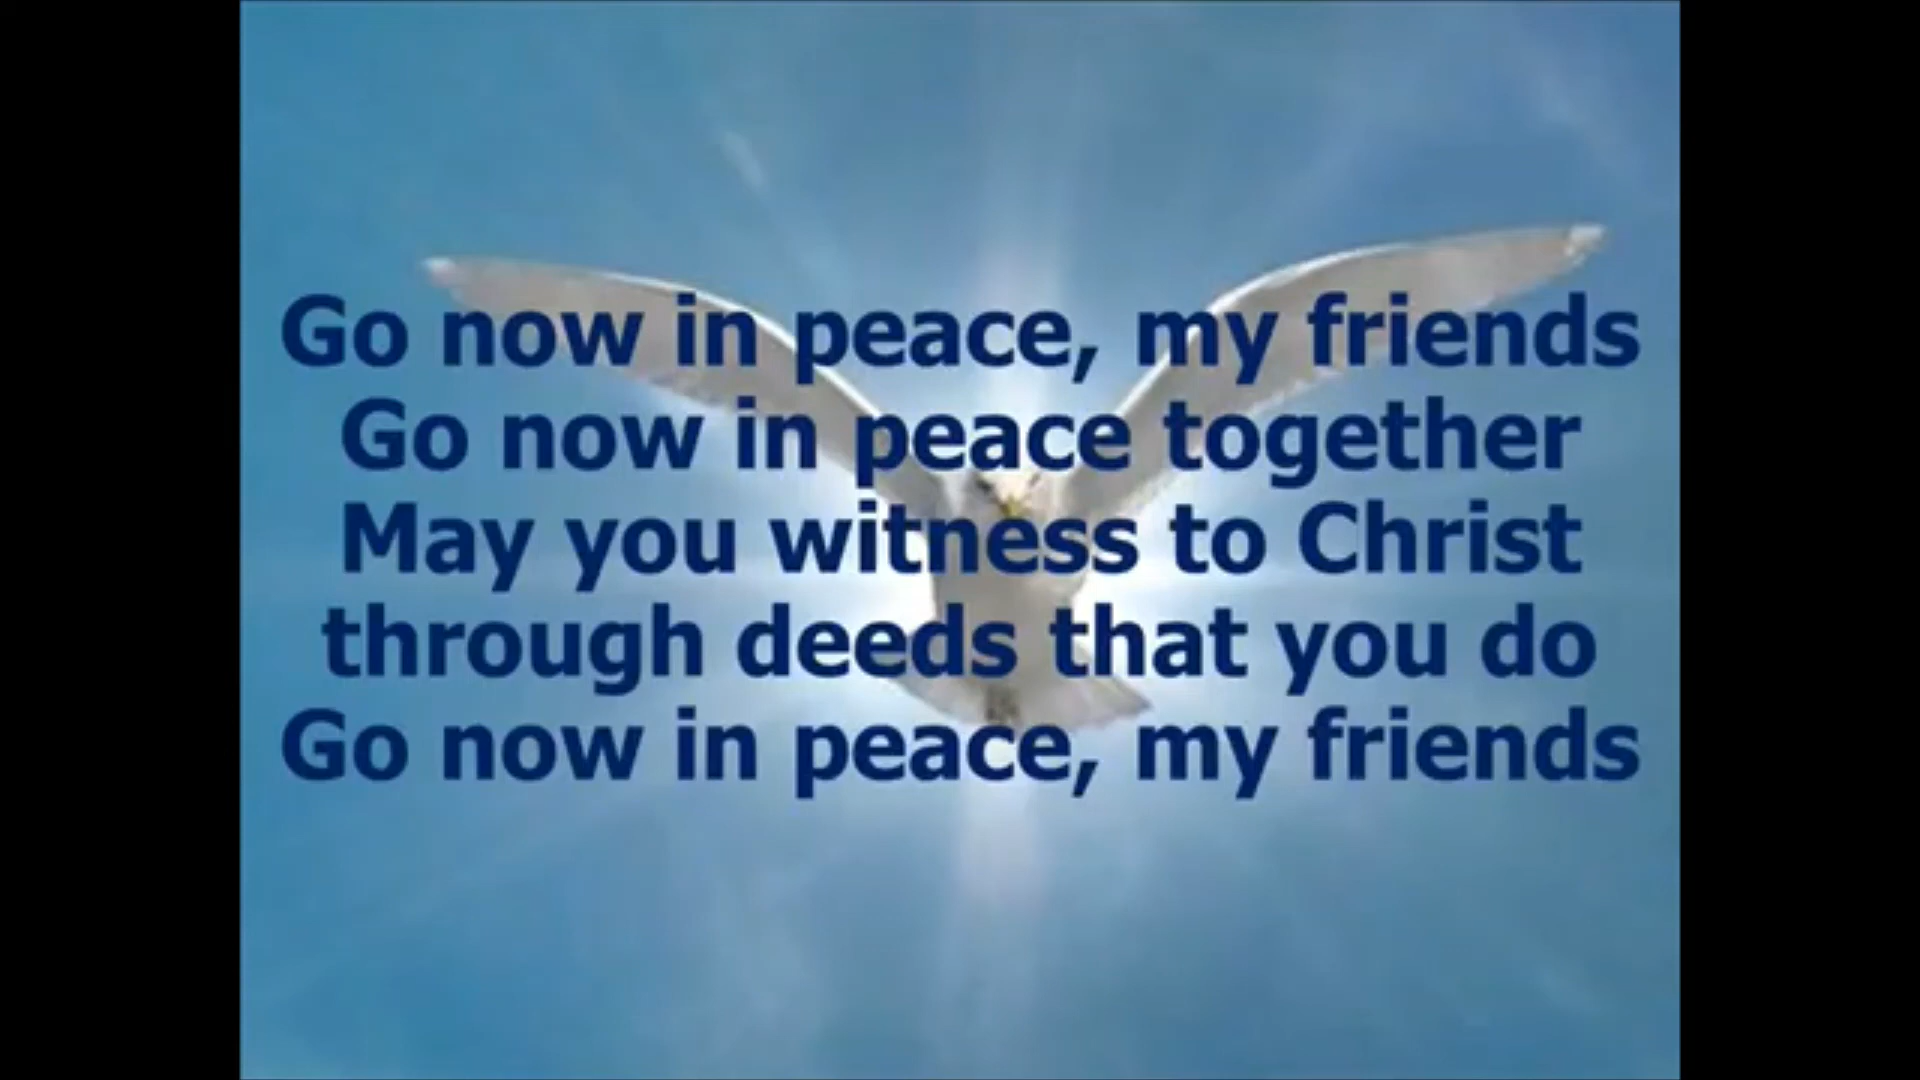 Go now in peace, my friends
Go now in peace together
May you witness to Christ
through deeds that you do
Go now in peace, my friends